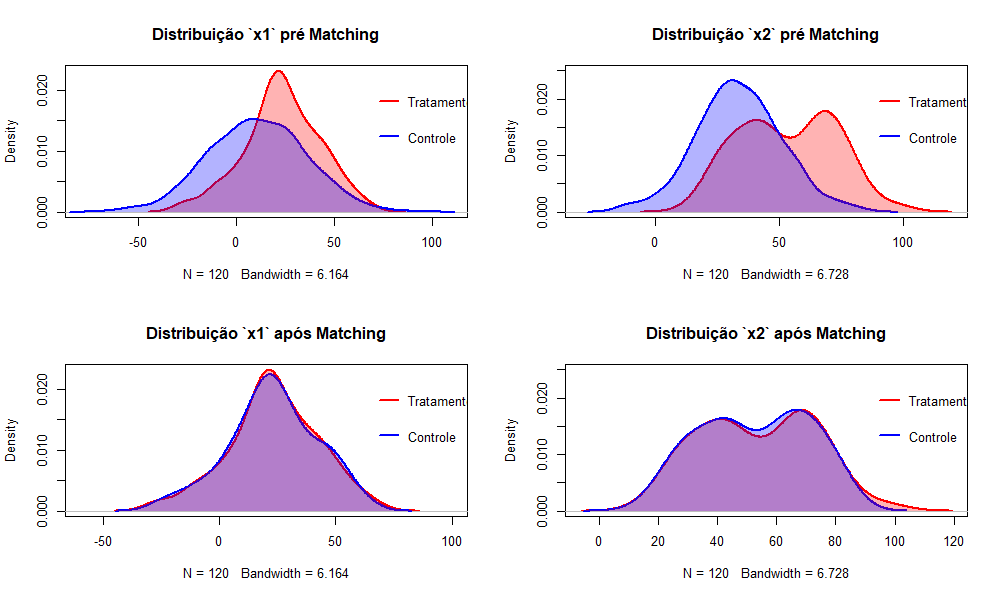 Distribuição `x1` pré Matching
Density
0.000
0.010
0.020
Tratament
Controle
-50
0
50
100
N = 120   Bandwidth = 6.164
Distribuição `x2` pré Matching
Density
0.000
0.010
0.020
Tratament
Controle
0
50
100
N = 120   Bandwidth = 6.728
Distribuição `x1` após Matching
Density
0.000
0.010
0.020
Tratament
Controle
-50
0
50
100
N = 120   Bandwidth = 6.164
Distribuição `x2` após Matching
Density
0.000
0.010
0.020
Tratament
Controle
0
20
40
60
80
100
120
N = 120   Bandwidth = 6.728